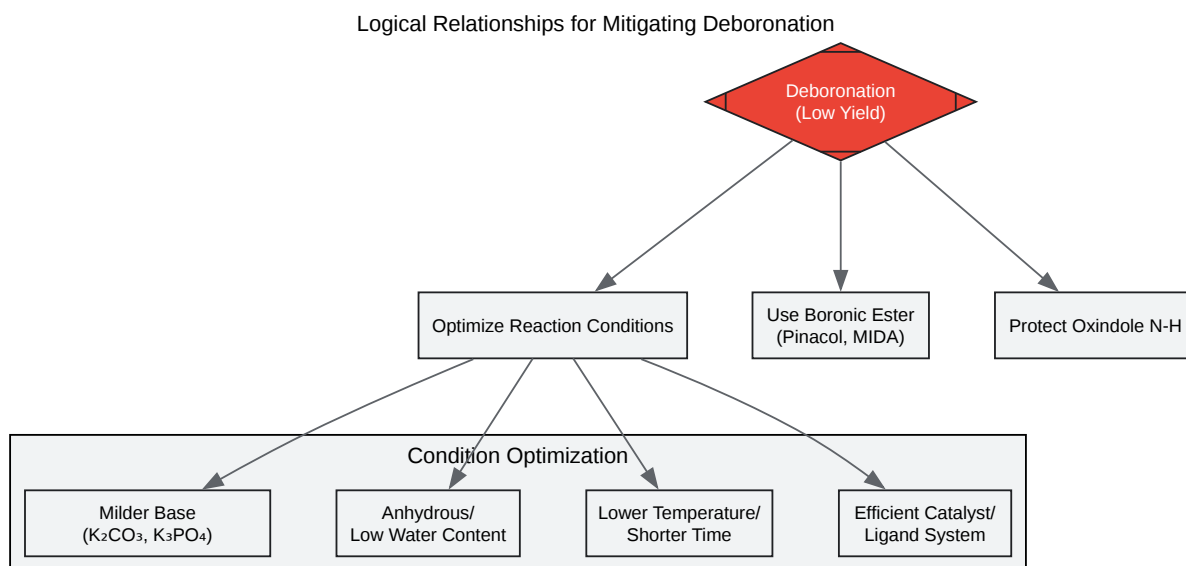 Logical Relationships for Mitigating Deboronation
Deboronation
(Low Yield)
Optimize Reaction Conditions
Use Boronic Ester
(Pinacol, MIDA)
Protect Oxindole N-H
Condition Optimization
Milder Base
(K₂CO₃, K₃PO₄)
Anhydrous/
Low Water Content
Lower Temperature/
Shorter Time
Efficient Catalyst/
Ligand System